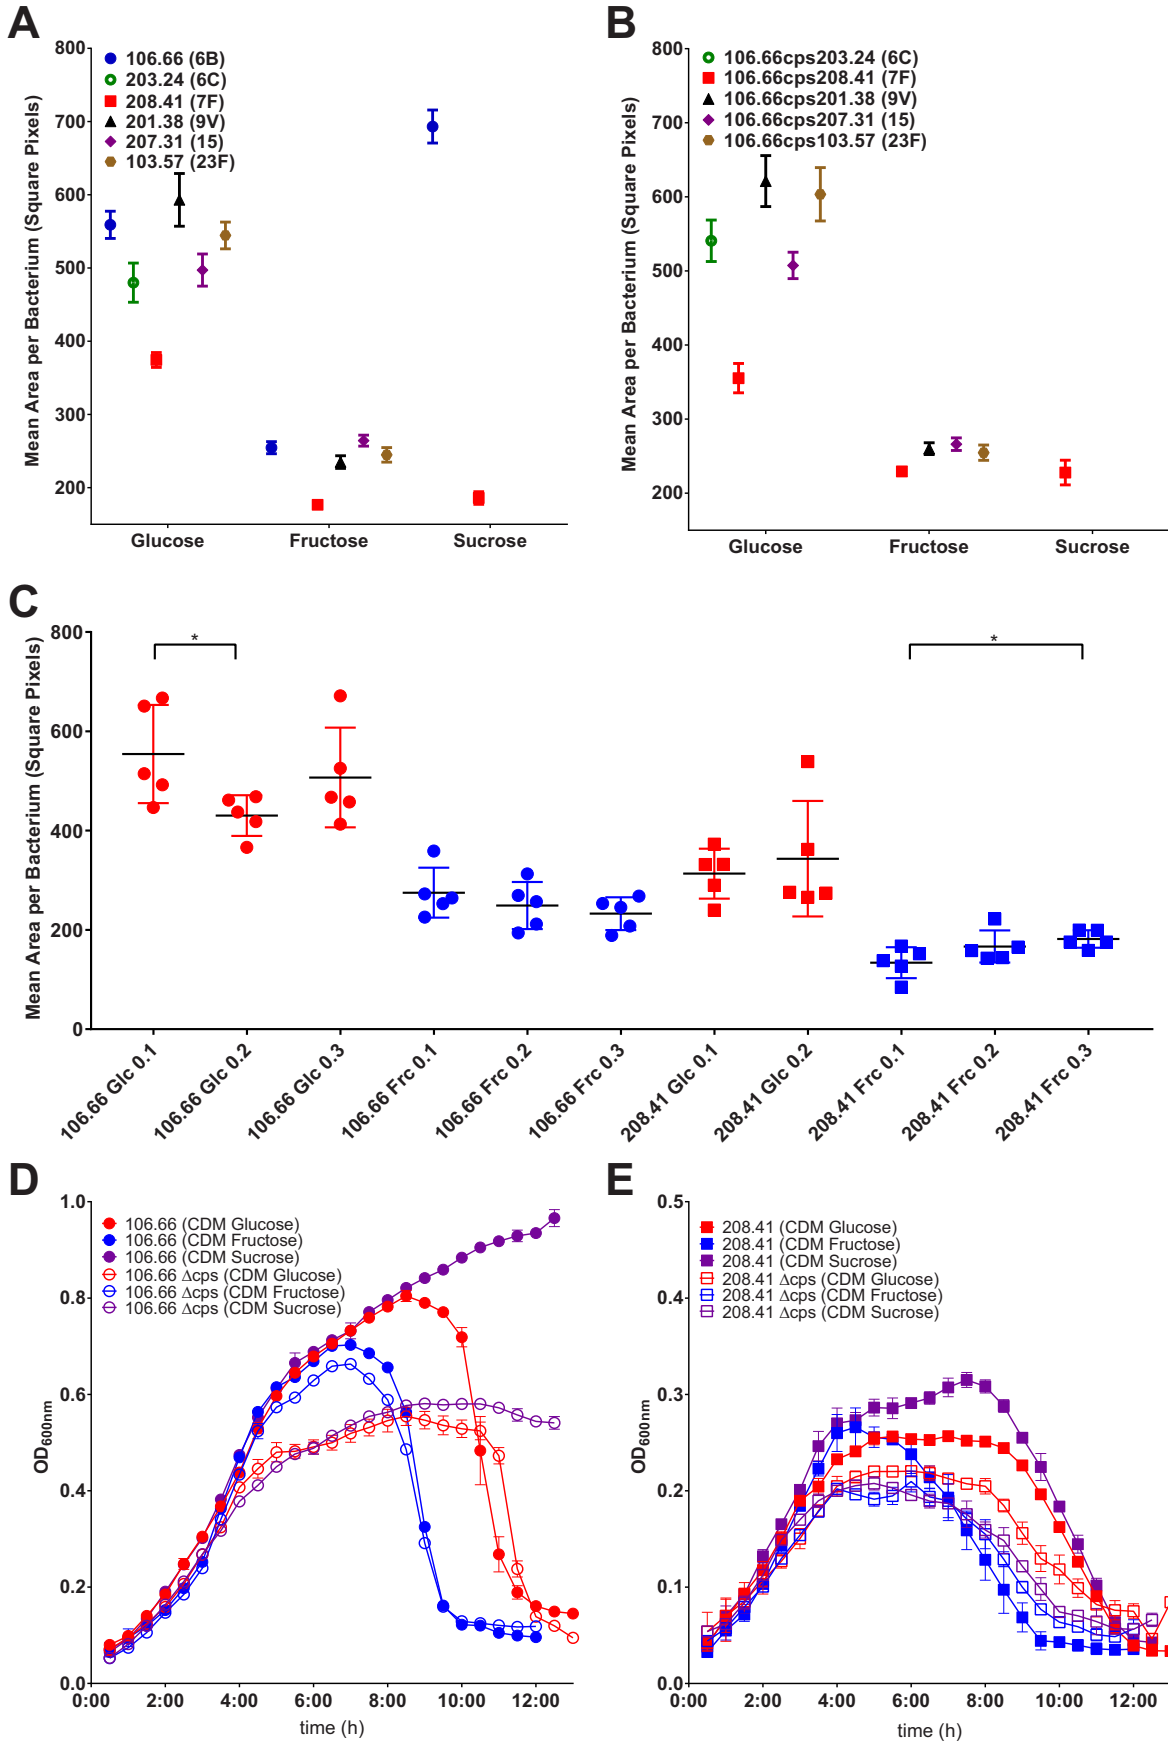 A
Mean Area per Bacterium (Square Pixels)
800
700
600
500
400
300
200
106.66 (6B)
203.24 (6C)
208.41 (7F)
201.38 (9V)
207.31 (15)
103.57 (23F)
Glucose
Fructose
Sucrose
B
Mean Area per Bacterium (Square Pixels)
800
700
600
500
400
300
200
106.66cps203.24 (6C)
106.66cps208.41 (7F)
106.66cps201.38 (9V)
106.66cps207.31 (15)
106.66cps103.57 (23F)
Glucose
Fructose
Sucrose
C
Mean Area per Bacterium (Square Pixels)
800
600
400
200
0
*
*
106.66 Glc 0.1
106.66 Glc 0.2
106.66 Glc 0.3
106.66 Frc 0.1
106.66 Frc 0.2
106.66 Frc 0.3
208.41 Glc 0.1
208.41 Glc 0.2
208.41 Frc 0.1
208.41 Frc 0.2
208.41 Frc 0.3
D
OD600nm
1.0
0.8
0.6
0.4
0.2
0.0
106.66 (CDM Glucose)
106.66 (CDM Fructose)
106.66 (CDM Sucrose)
106.66 Δcps (CDM Glucose)
106.66 Δcps (CDM Fructose)
106.66 Δcps (CDM Sucrose)
0:00 2:00 4:00 6:00 8:00 10:00 12:00
time (h)
E
OD600nm
0.5
0.4
0.3
0.2
0.1
0.0
208.41 (CDM Glucose)
208.41 (CDM Fructose)
208.41 (CDM Sucrose)
208.41 Δcps (CDM Glucose)
208.41 Δcps (CDM Fructose)
208.41 Δcps (CDM Sucrose)
0:00 2:00 4:00 6:00 8:00 10:00 12:00
time (h)